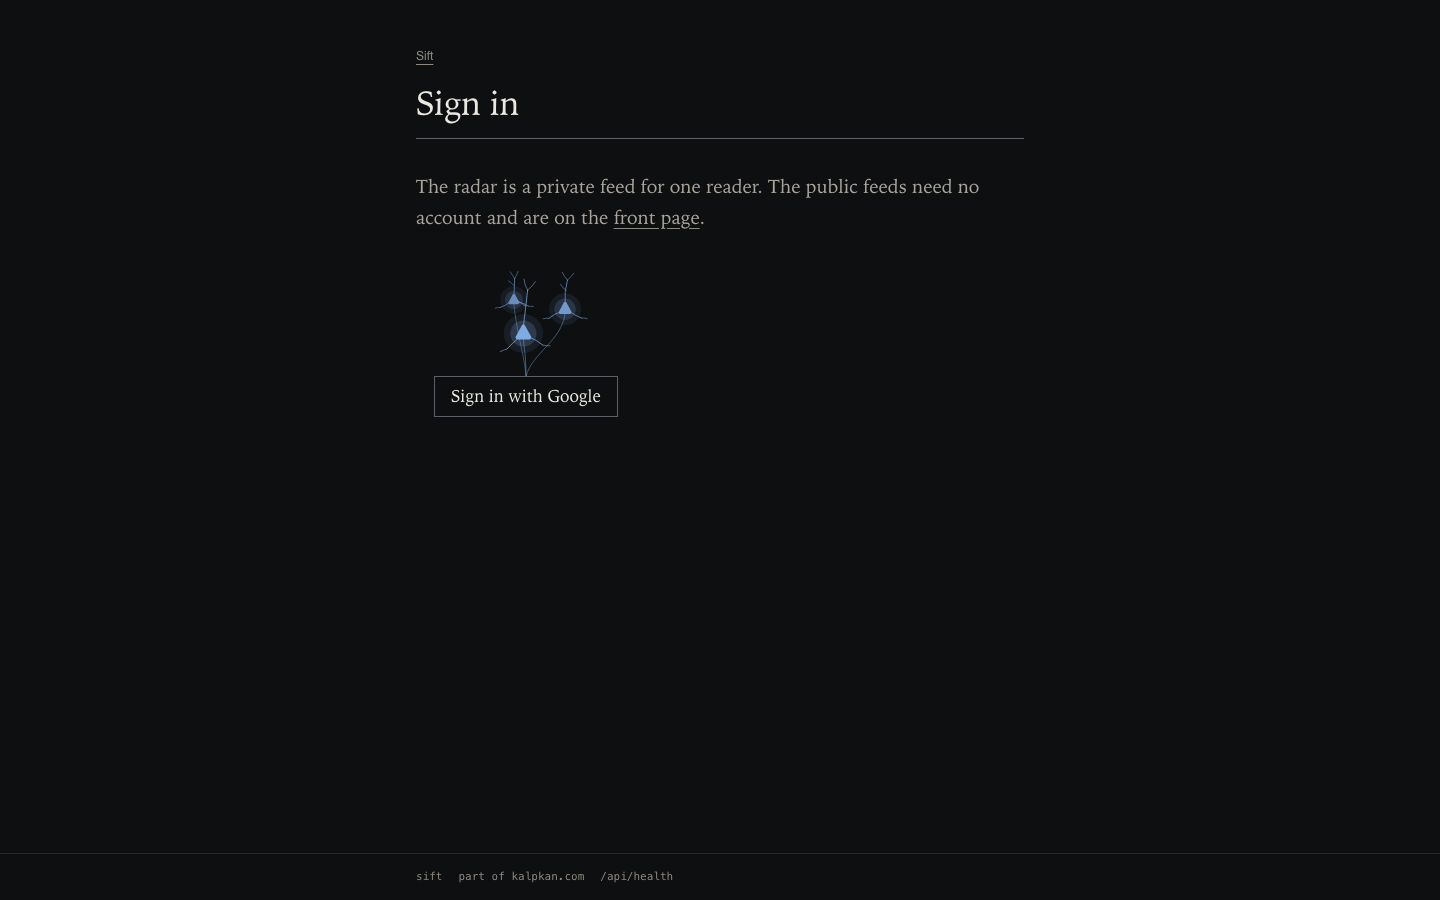 Sift
Sign in
The radar is a private feed for one reader. The public feeds need no
account and are on the front page.
Sign in with Google
sift part of kalpkan.com /api/health